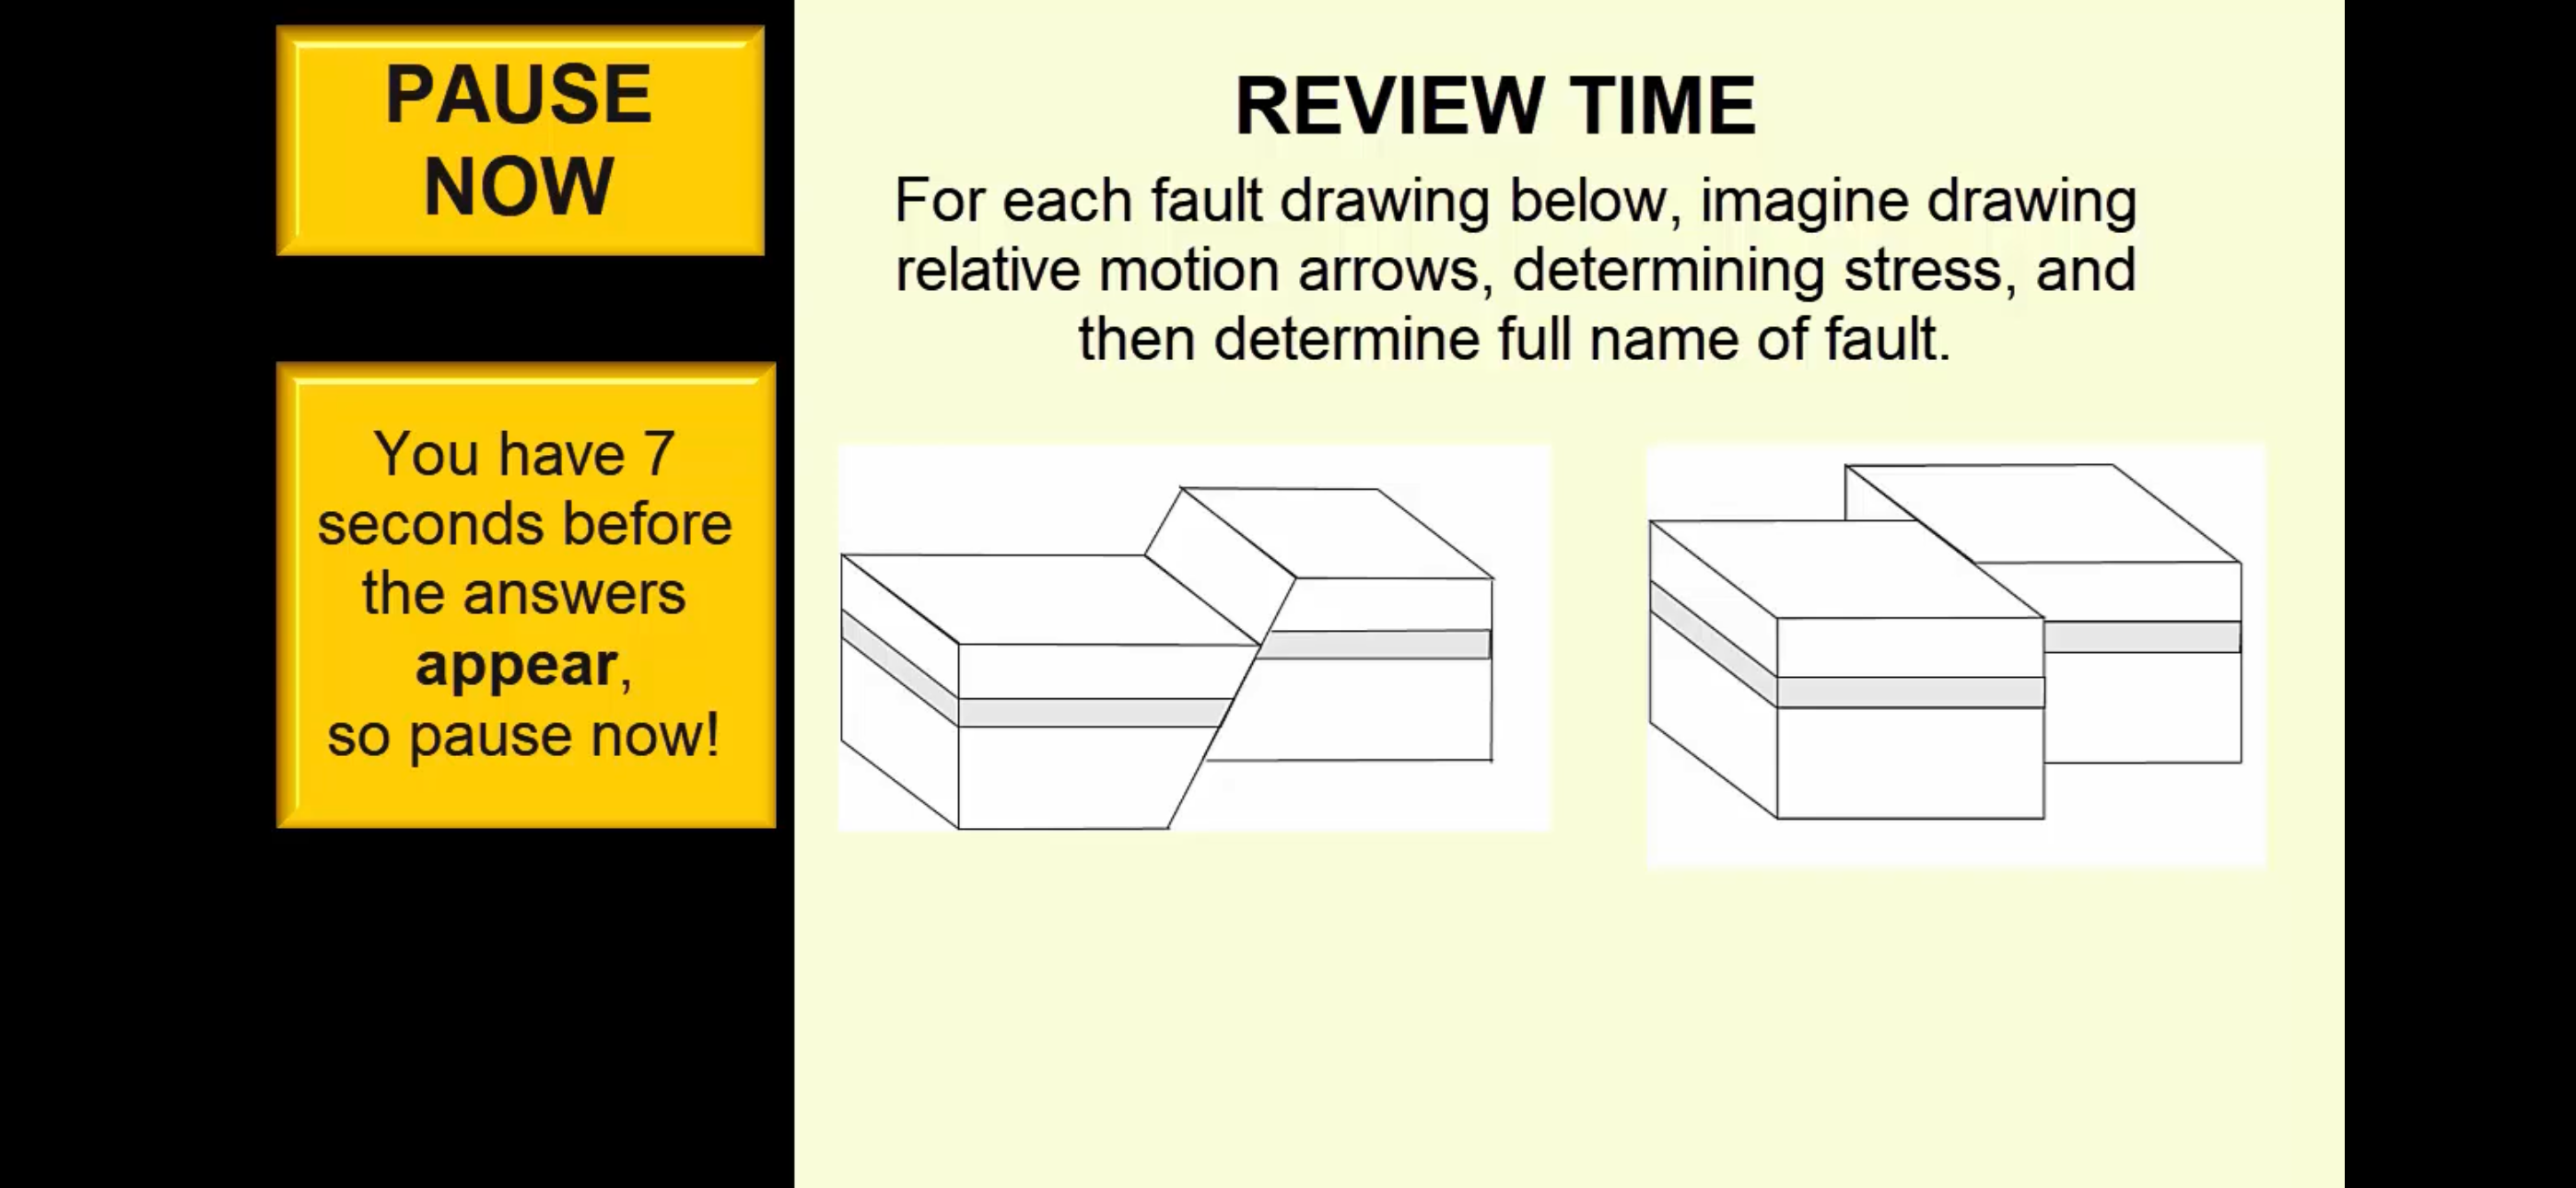 PAUSE
NOW
You have 7
seconds before
the answers
appear,
so pause now!
REVIEW TIME
For each fault drawing below, imagine drawing
relative motion arrows, determining stress, and
then determine full name of fault.